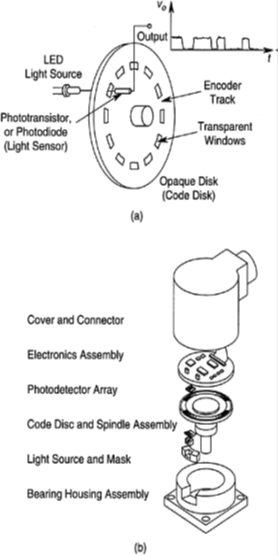 v₀
Output
t
LED
Light Source
Encoder
Track
Phototransistor,
or Photodiode
(Light Sensor)
Transparent
Windows
Opaque Disk
(Code Disk)
(a)
Cover and Connector
Electronics Assembly
Photodetector Array
Code Disc and Spindle Assembly
Light Source and Mask
Bearing Housing Assembly
(b)